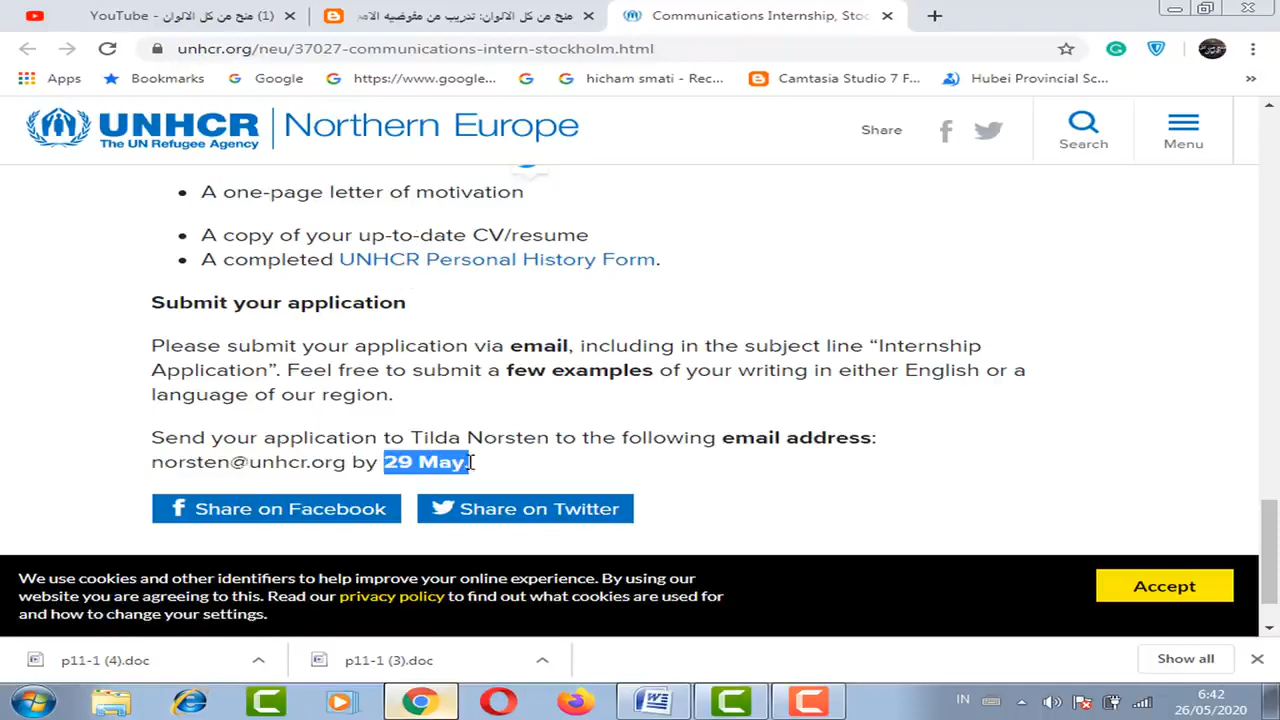 YouTube - منح من كل الالوان (1)
منح من كل الالوان: تدريب من مفوضيه الامم
Communications Internship, Stoc
unhcr.org/neu/37027-communications-intern-stockholm.html
Apps
Bookmarks
Google
https://www.google...
hicham smati - Rec...
Camtasia Studio 7 F...
Hubei Provincial Sc...
»
UNHCR
The UN Refugee Agency
Northern Europe
Share
Search
Menu
• A one-page letter of motivation
• A copy of your up-to-date CV/resume
• A completed UNHCR Personal History Form.
Submit your application
Please submit your application via email, including in the subject line “Internship
Application”. Feel free to submit a few examples of your writing in either English or a
language of our region.
Send your application to Tilda Norsten to the following email address:
norsten@unhcr.org by 29 May.
Share on Facebook
Share on Twitter
We use cookies and other identifiers to help improve your online experience. By using our
website you are agreeing to this. Read our privacy policy to find out what cookies are used for
and how to change your settings.
Accept
p11-1 (4).doc
p11-1 (3).doc
Show all
IN
6:42
26/05/2020